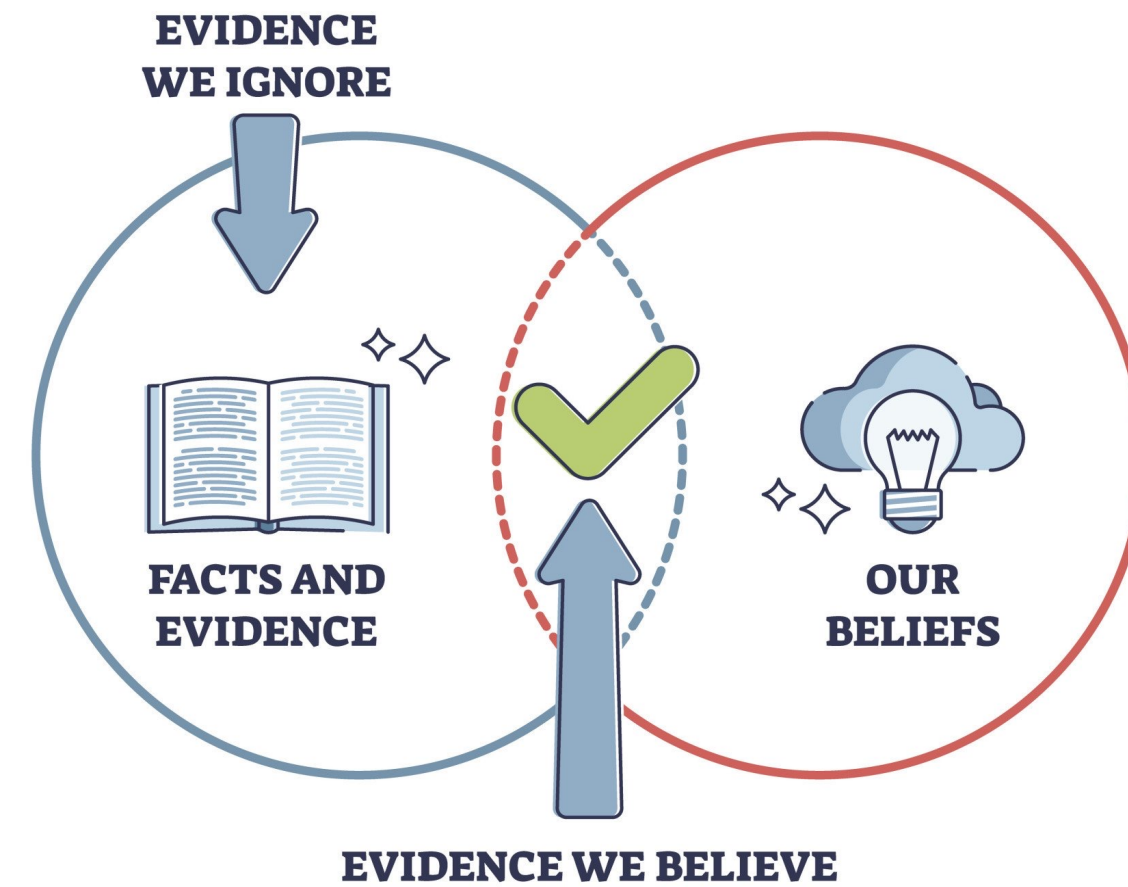 EVIDENCE
WE IGNORE
FACTS AND
EVIDENCE
OUR
BELIEFS
EVIDENCE WE BELIEVE